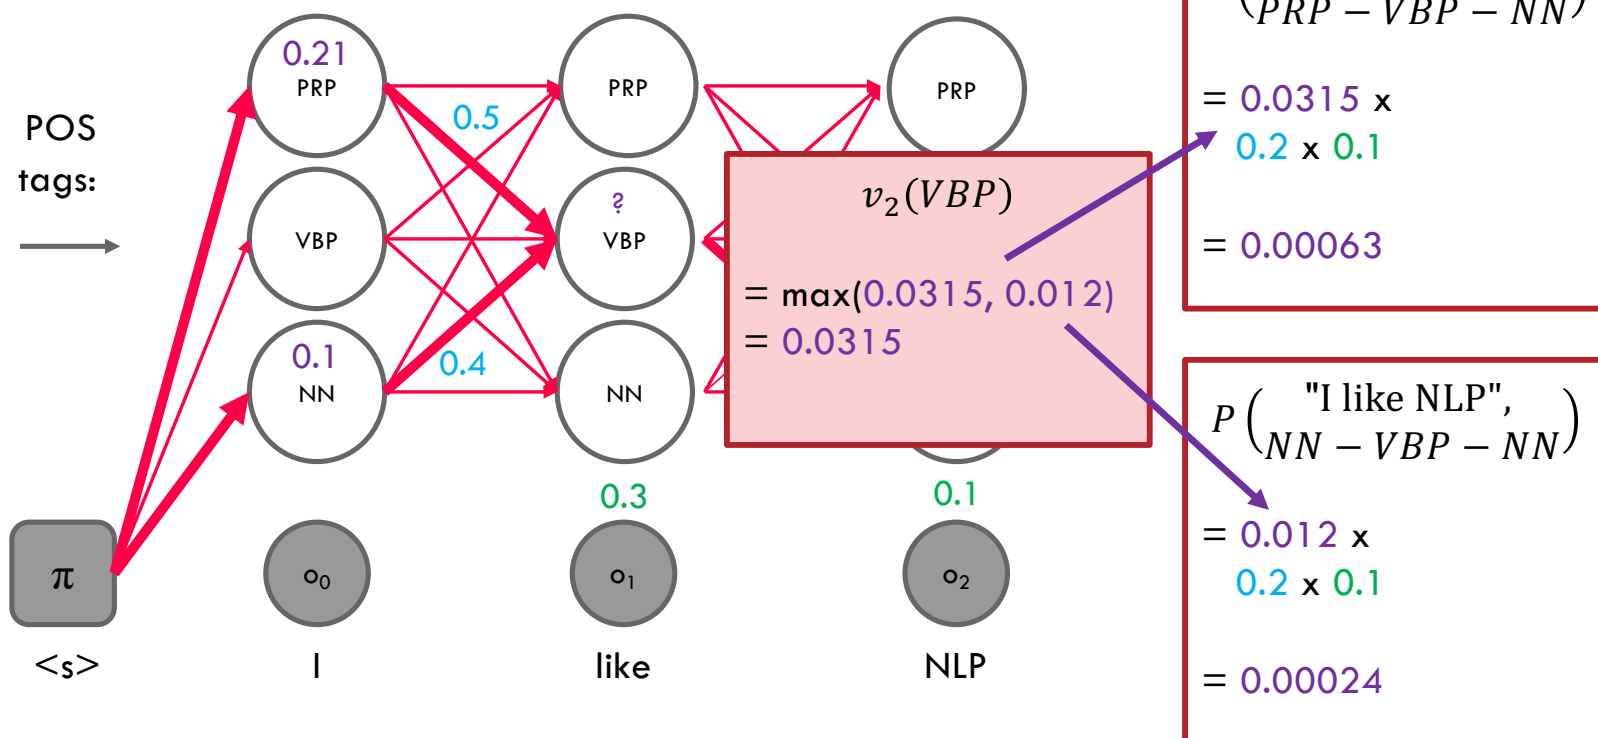 POS
tags:
0.21
PRP
VBP
0.1
NN
0.5
0.4
PRP
?
VBP
NN
0.3
PRP
0.1
v₂(VBP)
= max(0.0315, 0.012)
= 0.0315
(PRP − VBP − NN)
= 0.0315 x
0.2 x 0.1
= 0.00063
P("I like NLP",
NN − VBP − NN)
= 0.012 x
0.2 x 0.1
= 0.00024
π
o₀
o₁
o₂
<s>
I
like
NLP